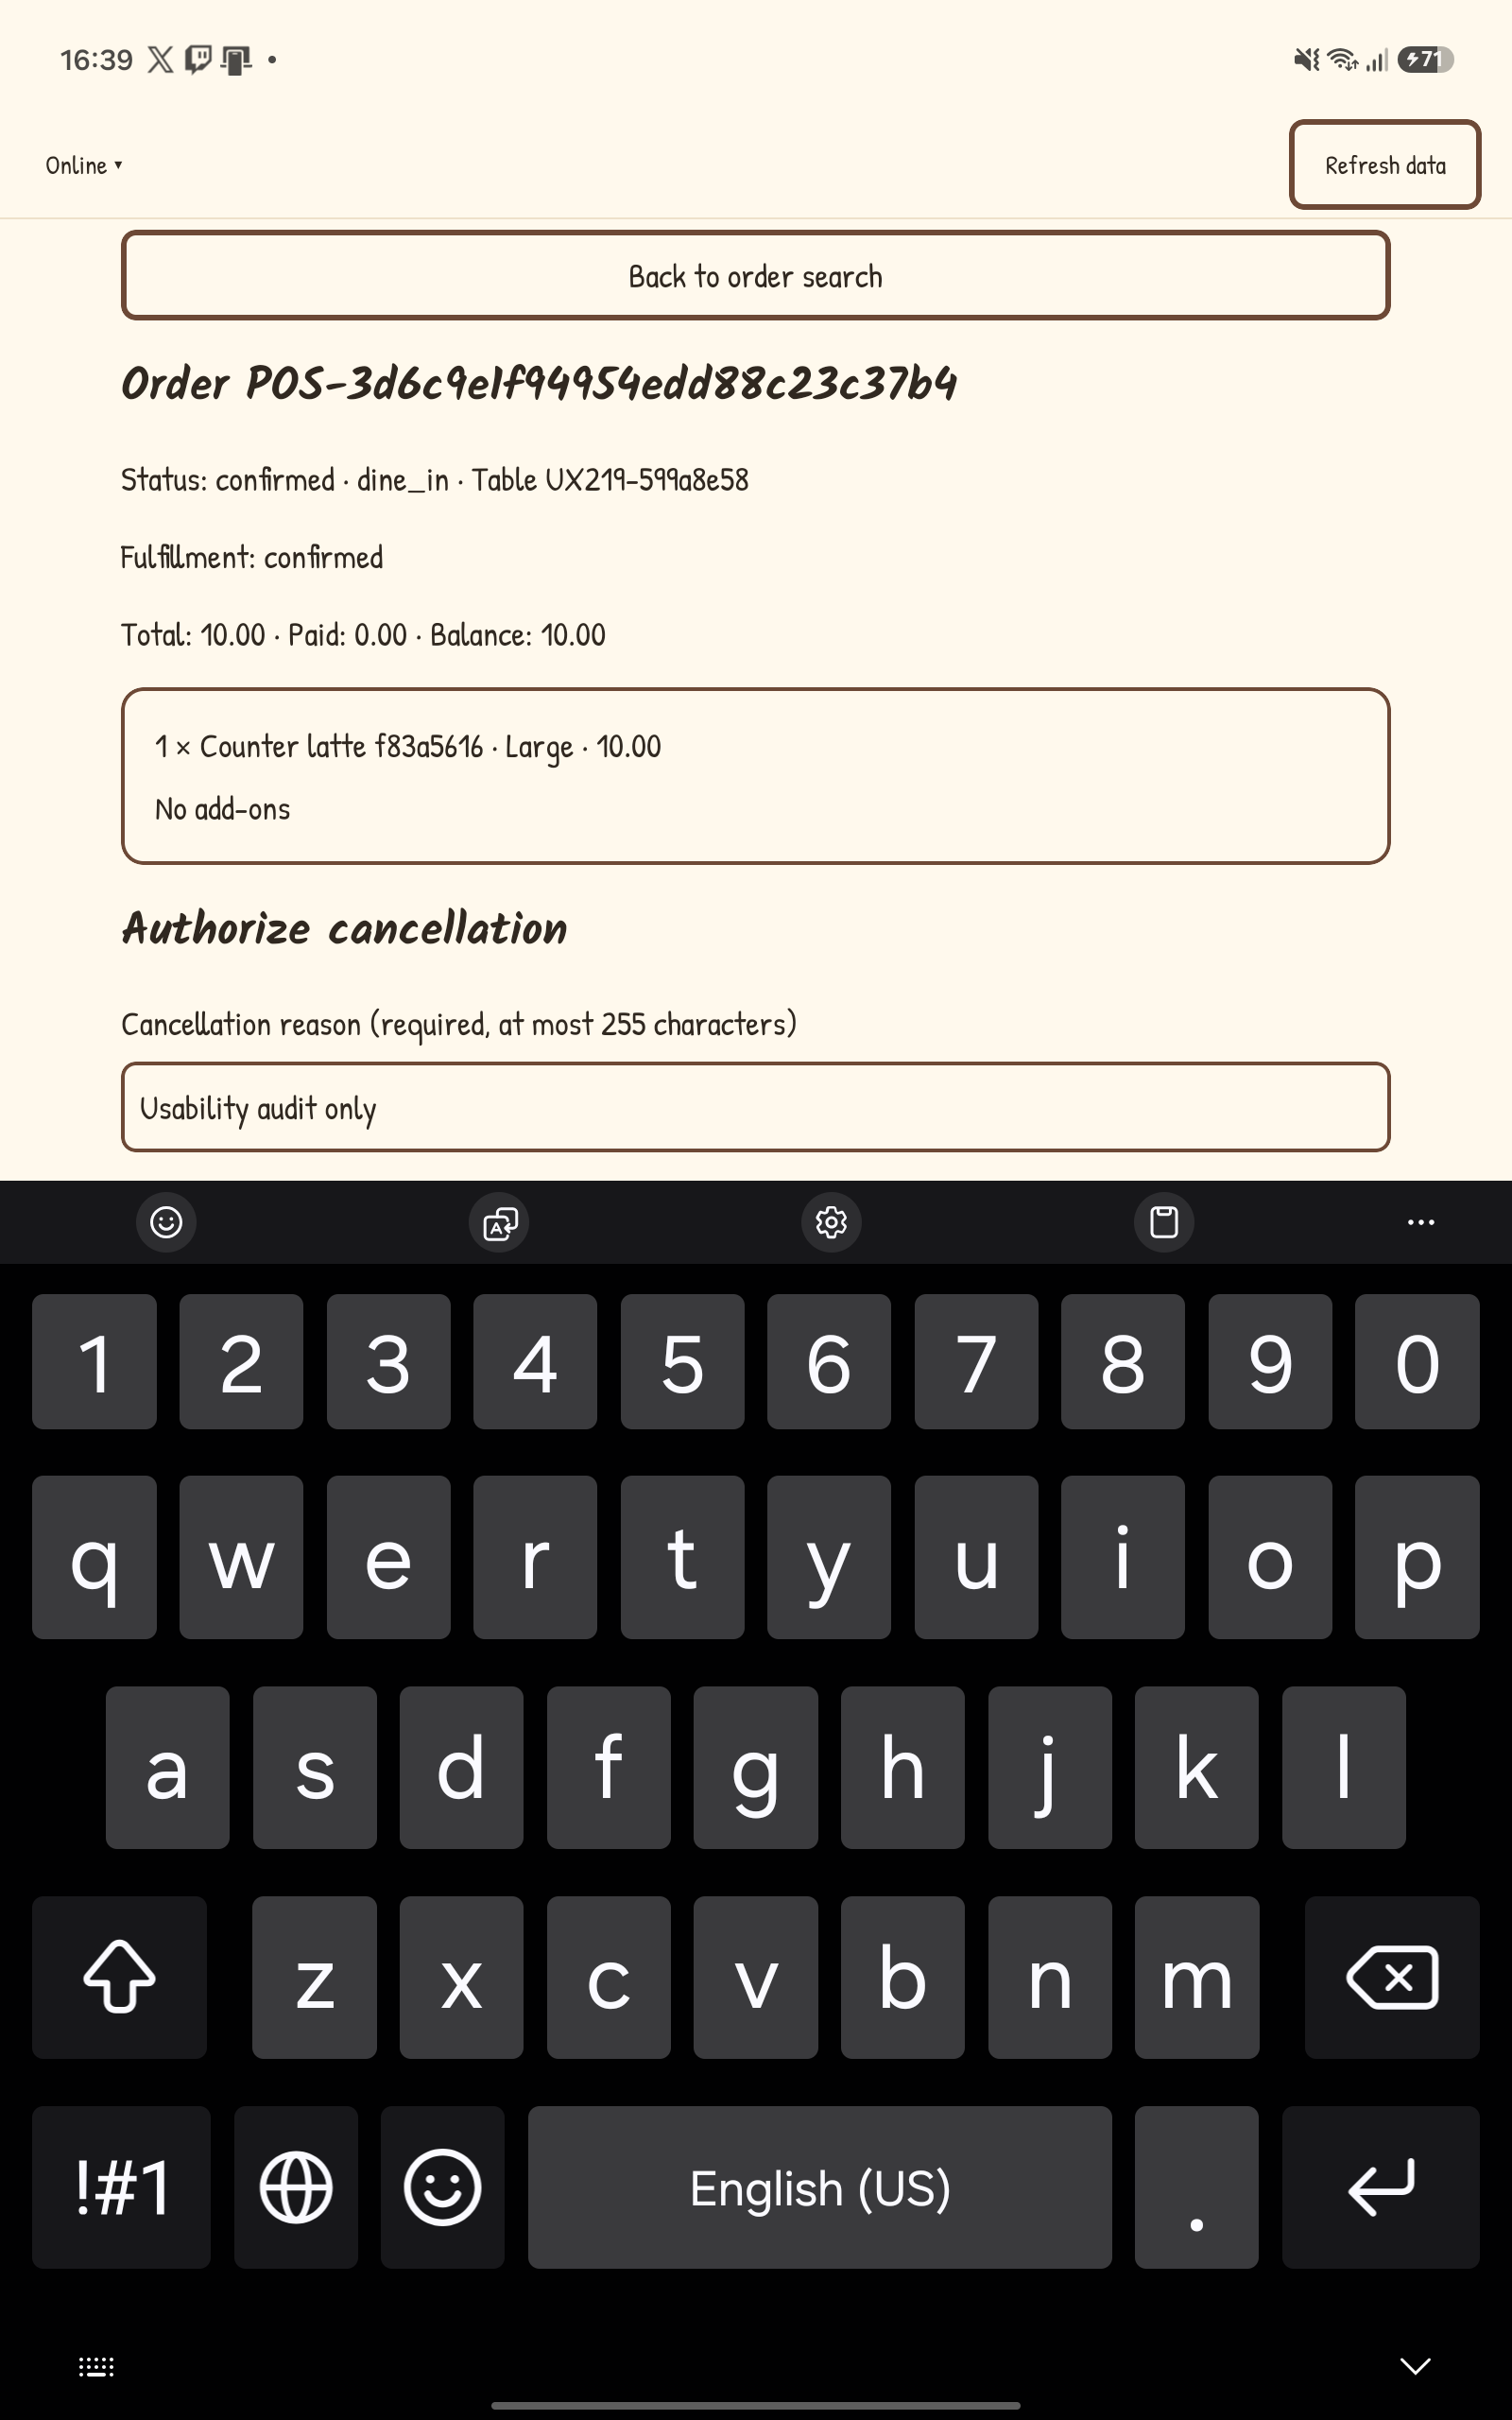 16:39
71
Online ▾
Refresh data
Back to order search
Order POS-3d6c9e1f94954edd88c23c37b4
Status: confirmed · dine_in · Table UX219-599a8e58
Fulfillment: confirmed
Total: 10.00 · Paid: 0.00 · Balance: 10.00
1 × Counter latte f83a5616 · Large · 10.00
No add-ons
Authorize cancellation
Cancellation reason (required, at most 255 characters)
Usability audit only
1 2 3 4 5 6 7 8 9 0
q w e r t y u i o p
a s d f g h j k l
z x c v b n m
!#1 English (US) .